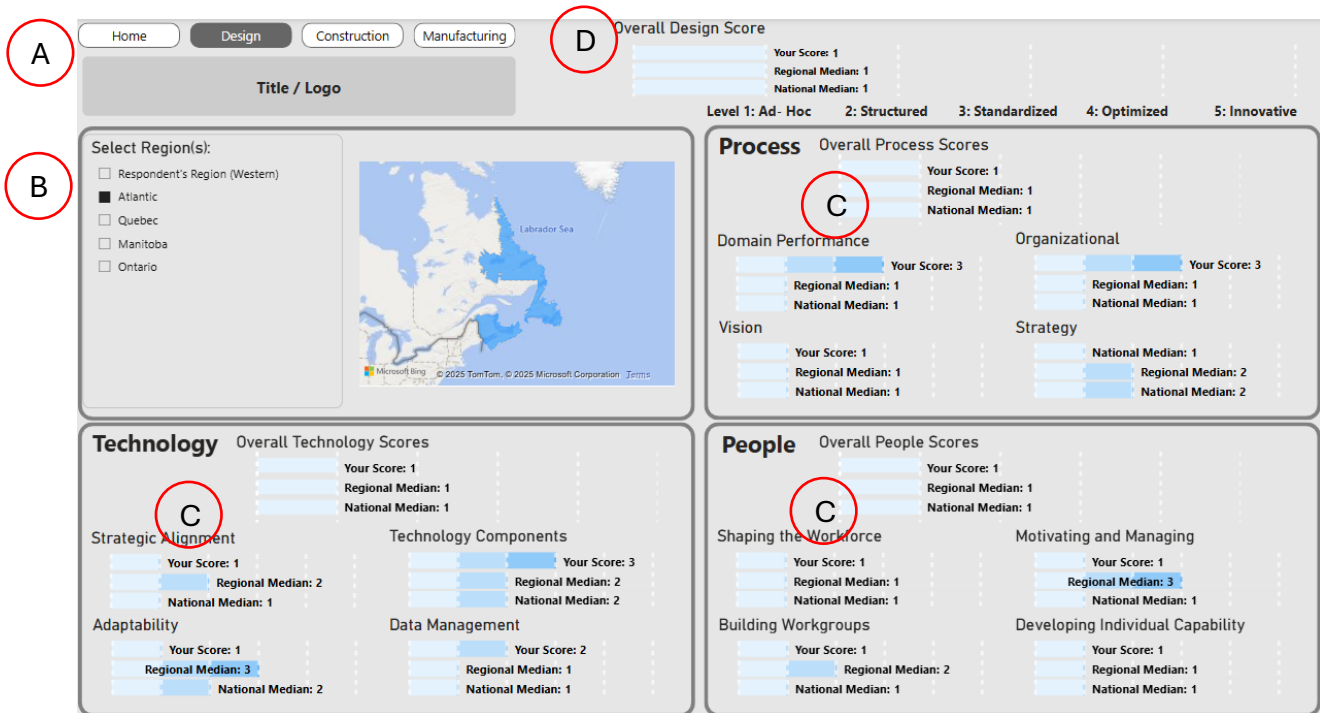 A
Home
Design
Construction
Manufacturing
Title / Logo
D
Overall Design Score
Your Score: 1
Regional Median: 1
National Median: 1
Level 1: Ad- Hoc
2: Structured
3: Standardized
4: Optimized
5: Innovative
B
Select Region(s):
Respondent's Region (Western)
Atlantic
Quebec
Manitoba
Ontario
Labrador Sea
Microsoft Bing
© 2025 TomTom, © 2025 Microsoft Corporation Terms
Process
Overall Process Scores
Your Score: 1
Regional Median: 1
National Median: 1
C
Domain Performance
Your Score: 3
Regional Median: 1
National Median: 1
Organizational
Your Score: 3
Regional Median: 1
National Median: 1
Vision
Your Score: 1
Regional Median: 1
National Median: 1
Strategy
National Median: 1
Regional Median: 2
National Median: 2
Technology
Overall Technology Scores
Your Score: 1
Regional Median: 1
National Median: 1
C
Strategic Alignment
Your Score: 1
Regional Median: 2
National Median: 1
Technology Components
Your Score: 3
Regional Median: 2
National Median: 2
Adaptability
Your Score: 1
Regional Median: 3
National Median: 2
Data Management
Your Score: 2
Regional Median: 1
National Median: 1
People
Overall People Scores
Your Score: 1
Regional Median: 1
National Median: 1
C
Shaping the Workforce
Your Score: 1
Regional Median: 1
National Median: 1
Motivating and Managing
Your Score: 1
Regional Median: 3
National Median: 1
Building Workgroups
Your Score: 1
Regional Median: 2
National Median: 1
Developing Individual Capability
Your Score: 1
Regional Median: 1
National Median: 1